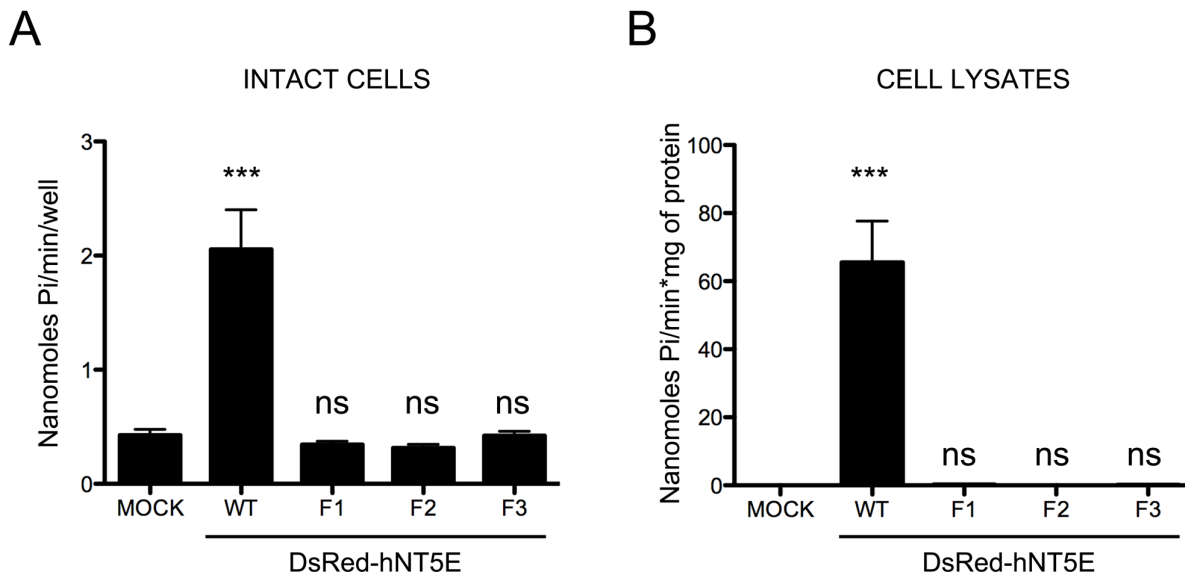 A
INTACT CELLS
Nanomoles Pi/min/well
3
2
1
0
***
ns
ns
ns
MOCK
WT
F1
F2
F3
DsRed-hNT5E
B
CELL LYSATES
Nanomoles Pi/min*mg of protein
100
80
60
40
20
0
***
ns
ns
ns
MOCK
WT
F1
F2
F3
DsRed-hNT5E